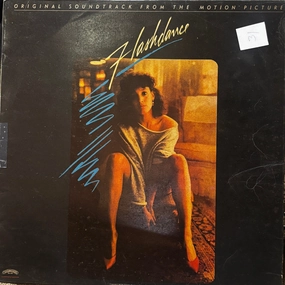 ORIGINAL SOUNDTRACK FROM THE MOTION PICTURE
Flashdance